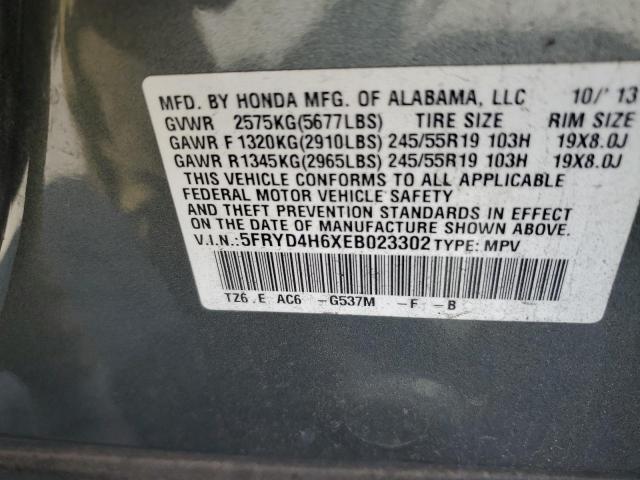 MFD. BY HONDA MFG. OF ALABAMA, LLC 10/'13
GVWR 2575KG(5677LBS) TIRE SIZE RIM SIZE
GAWR F 1320KG(2910LBS) 245/55R19 103H 19X8.0J
GAWR R1345KG(2965LBS) 245/55R19 103H 19X8.0J
THIS VEHICLE CONFORMS TO ALL APPLICABLE
FEDERAL MOTOR VEHICLE SAFETY
AND THEFT PREVENTION STANDARDS IN EFFECT
ON THE DATE OF MANUFACTURE SHOWN ABOVE.
V.I.N.:5FRYD4H6XEB023302 TYPE: MPV
TZ6.E AC6 -G537M -F -B